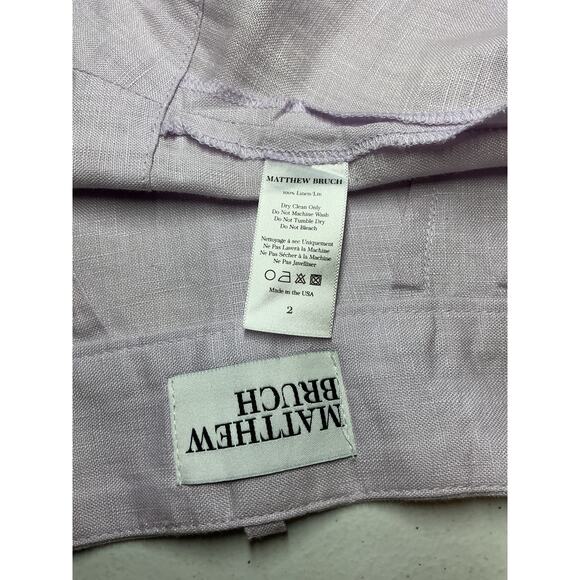 MATTHEW BRUCH
100% Linen/Lin
Dry Clean Only
Do Not Machine Wash
Do Not Tumble Dry
Do Not Bleach
Nettoyage à sec Uniquement
Ne Pas Laverà la Machine
Ne Pas Sécher à la Machine
Ne Pas Javelliser
Made in the USA
2
MATTHEW
BRUCH